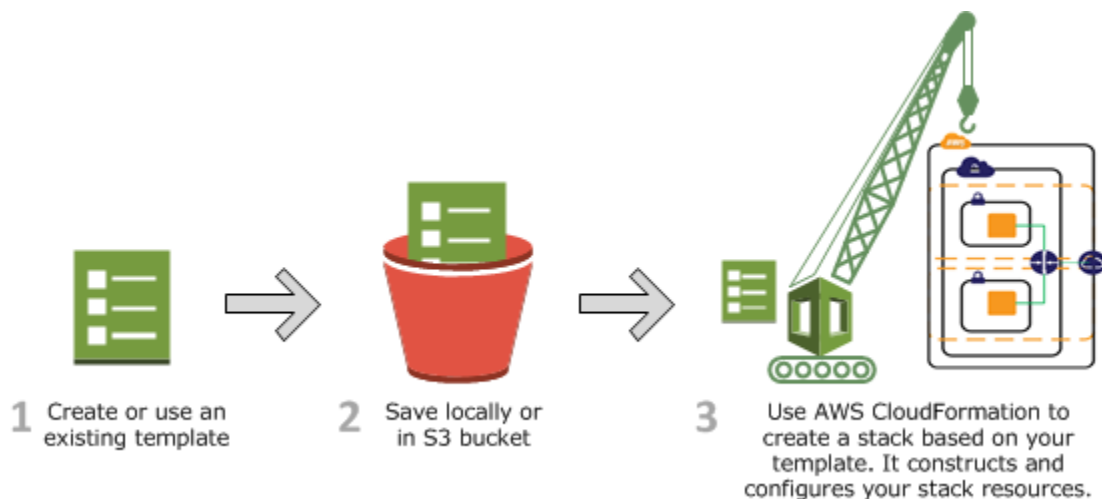 AWS
1 Create or use an
existing template
2 Save locally or
in S3 bucket
3 Use AWS CloudFormation to
create a stack based on your
template. It constructs and
configures your stack resources.